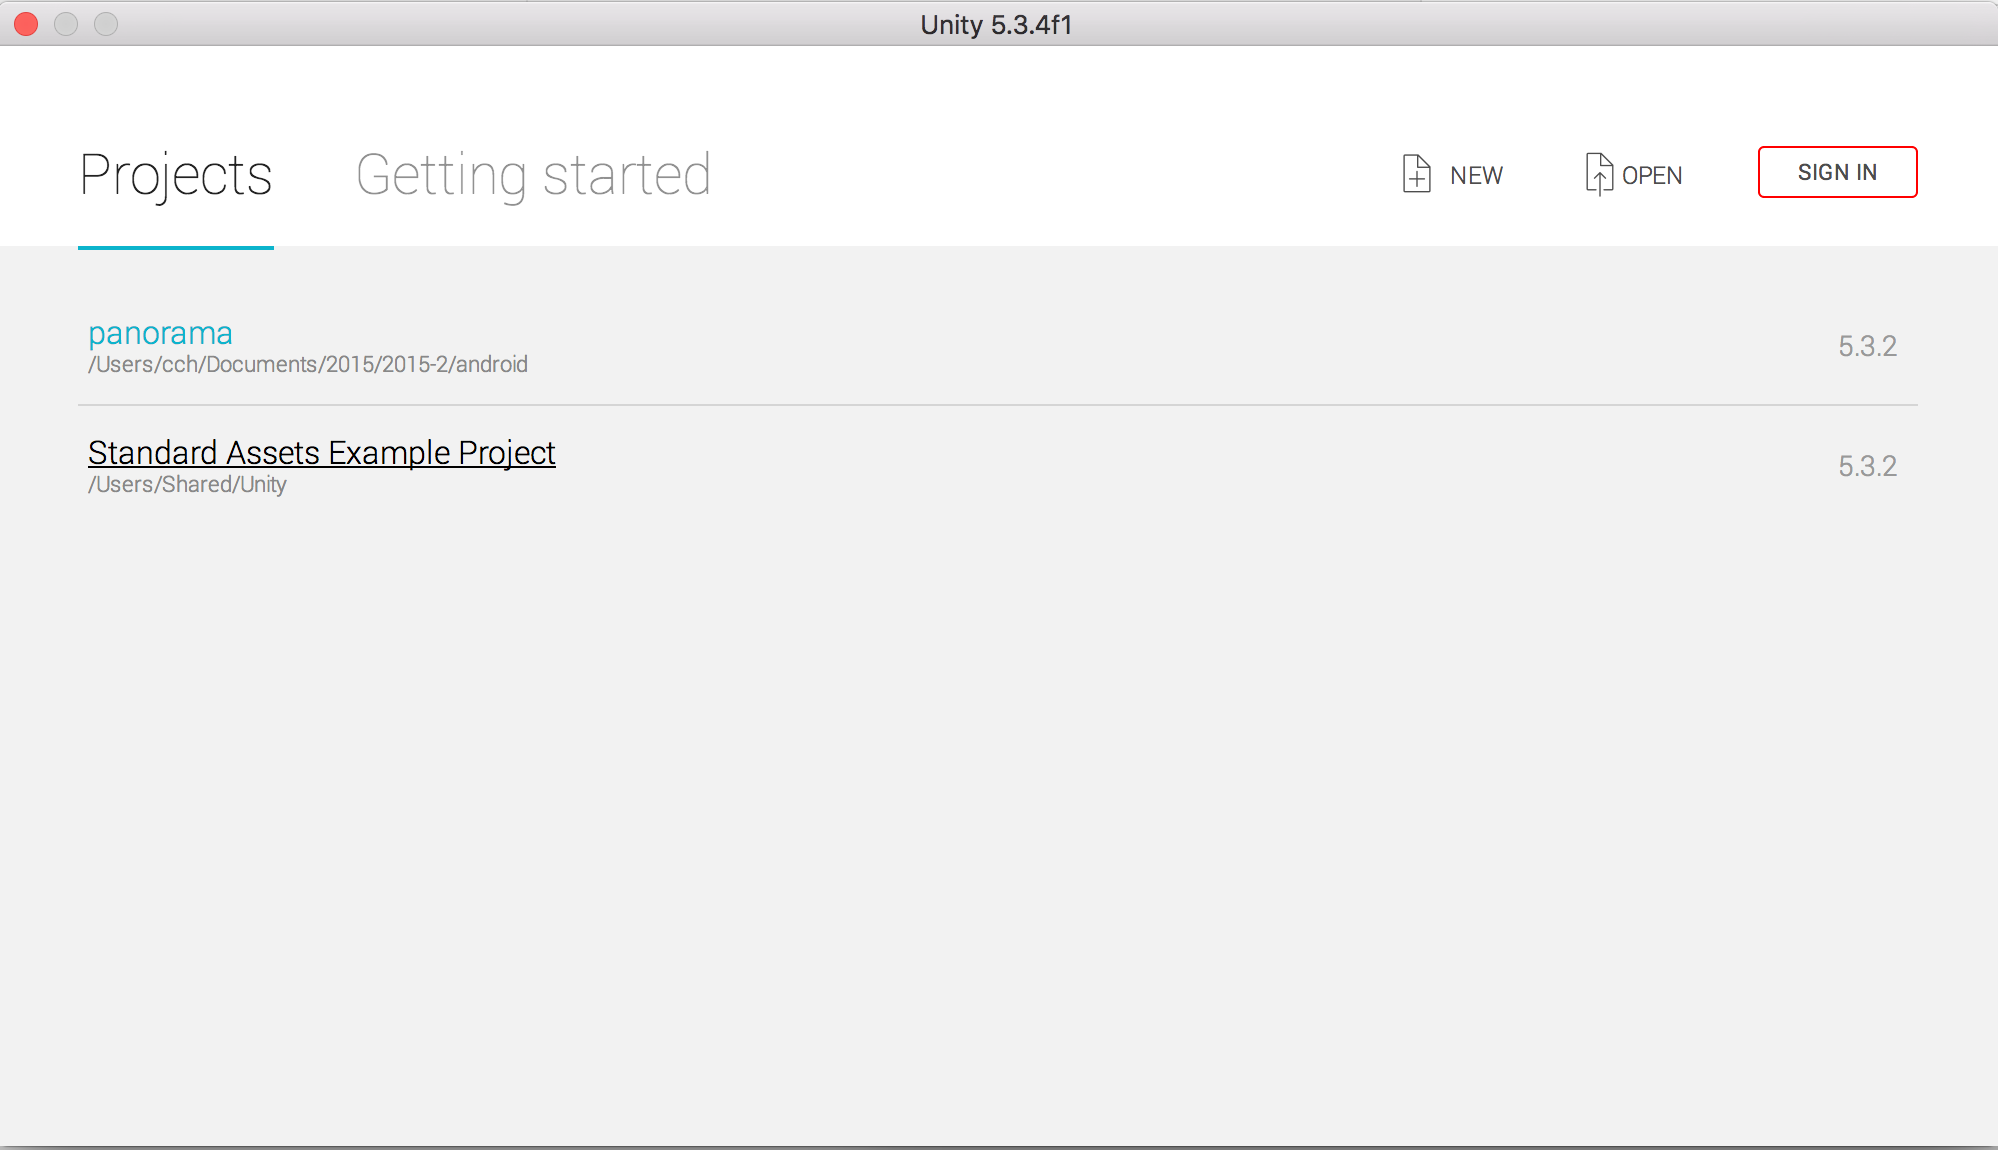 Unity 5.3.4f1
Projects
Getting started
NEW
OPEN
SIGN IN
panorama
/Users/cch/Documents/2015/2015-2/android
5.3.2
Standard Assets Example Project
/Users/Shared/Unity
5.3.2